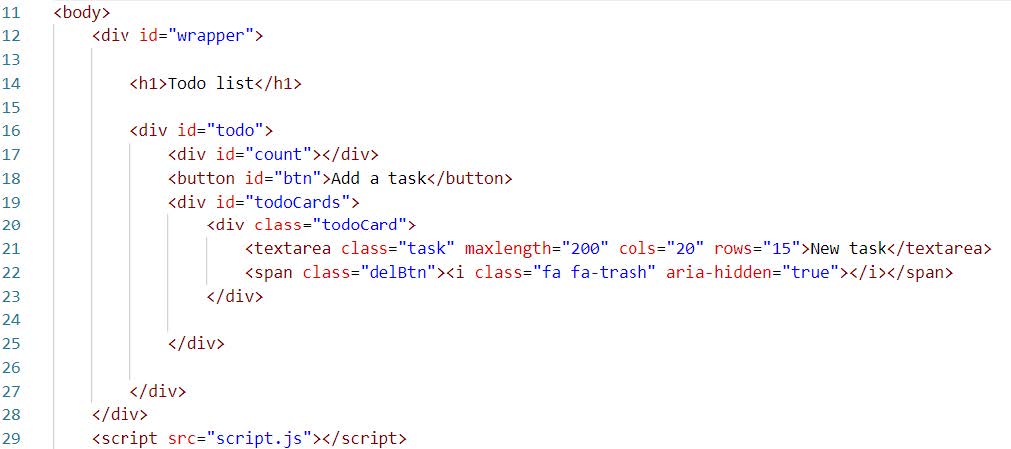 11 <body>
12 <div id="wrapper">
13
14 <h1>Todo list</h1>
15
16 <div id="todo">
17 <div id="count"></div>
18 <button id="btn">Add a task</button>
19 <div id="todoCards">
20 <div class="todoCard">
21 <textarea class="task" maxlength="200" cols="20" rows="15">New task</textarea>
22 <span class="delBtn"><i class="fa fa-trash" aria-hidden="true"></i></span>
23 </div>
24
25 </div>
26
27 </div>
28 </div>
29 <script src="script.js"></script>